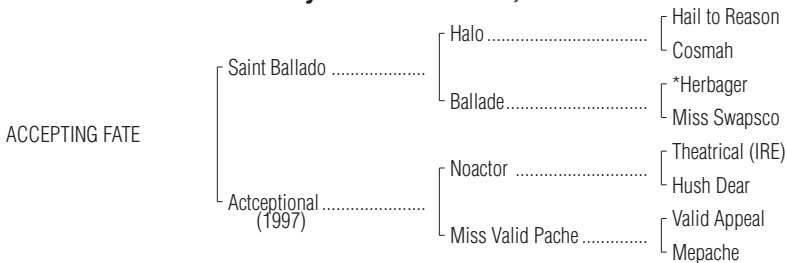 Hail to Reason
Halo ..................................
Cosmah
Saint Ballado ....................
*Herbager
Ballade..............................
Miss Swapsco
ACCEPTING FATE
Theatrical (IRE)
Noactor ............................
Hush Dear
Actceptional ......................
(1997)
Valid Appeal
Miss Valid Pache ..............
Mepache